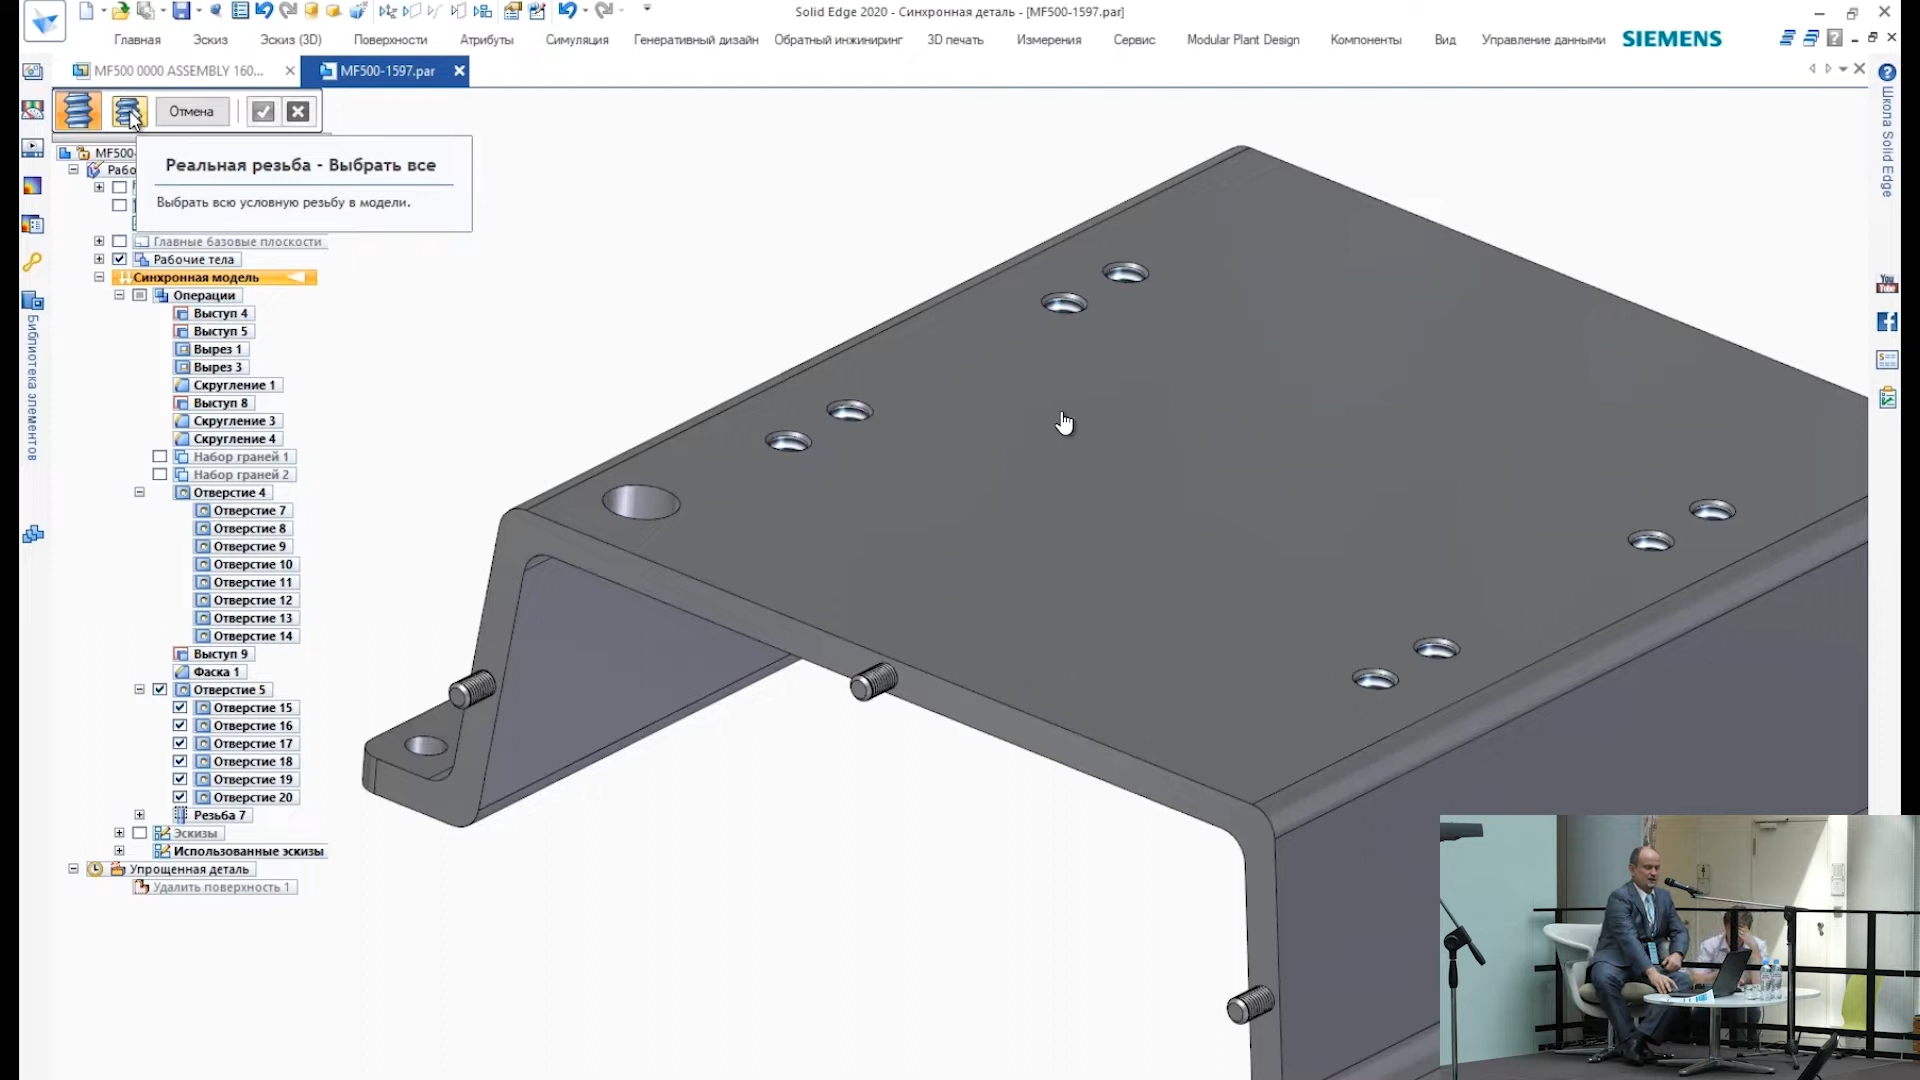 Solid Edge 2020 - Синхронная деталь - [MF500-1597.par]
Главная Эскиз Эскиз (3D) Поверхности Атрибуты Симуляция Генеративный дизайн Обратный инжиниринг 3D печать Измерения Сервис Modular Plant Design Компоненты Вид Управление данными SIEMENS
MF500 0000 ASSEMBLY 160... MF500-1597.par
Отмена
Реальная резьба - Выбрать все
Выбрать всю условную резьбу в модели.
MF500-
Рабо
Главные базовые плоскости
Рабочие тела
Синхронная модель
Операции
Выступ 4
Выступ 5
Вырез 1
Вырез 3
Скругление 1
Выступ 8
Скругление 3
Скругление 4
Набор граней 1
Набор граней 2
Отверстие 4
Отверстие 7
Отверстие 8
Отверстие 9
Отверстие 10
Отверстие 11
Отверстие 12
Отверстие 13
Отверстие 14
Выступ 9
Фаска 1
Отверстие 5
Отверстие 15
Отверстие 16
Отверстие 17
Отверстие 18
Отверстие 19
Отверстие 20
Резьба 7
Эскизы
Использованные эскизы
Упрощенная деталь
Удалить поверхность 1
Библиотека элементов
Школа Solid Edge
You
Tube